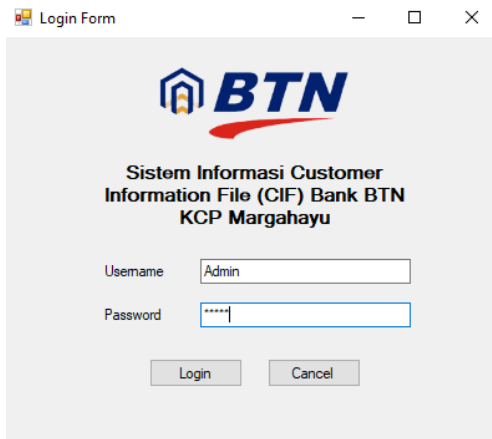 Login Form
BTN
Sistem Informasi Customer
Information File (CIF) Bank BTN
KCP Margahayu
Username Admin
Password *****
Login Cancel